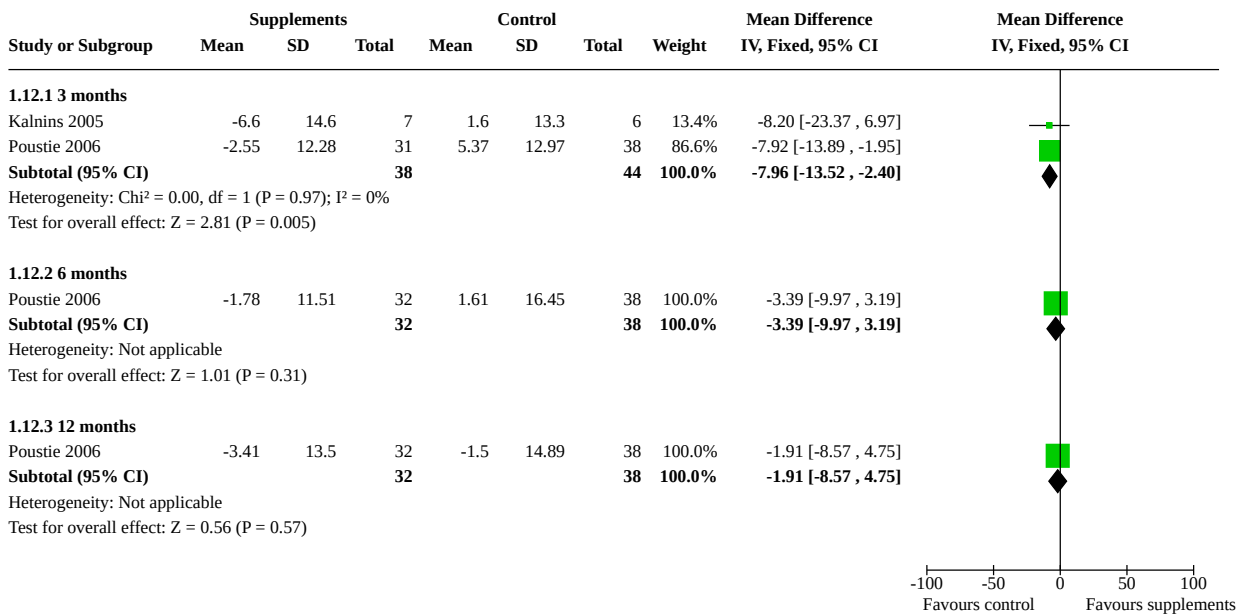 Supplements Control Mean Difference Mean Difference
Study or Subgroup Mean SD Total Mean SD Total Weight IV, Fixed, 95% CI IV, Fixed, 95% CI
1.12.1 3 months
Kalnins 2005 -6.6 14.6 7 1.6 13.3 6 13.4% -8.20 [-23.37 , 6.97]
Poustie 2006 -2.55 12.28 31 5.37 12.97 38 86.6% -7.92 [-13.89 , -1.95]
Subtotal (95% CI) 38 44 100.0% -7.96 [-13.52 , -2.40]
Heterogeneity: Chi² = 0.00, df = 1 (P = 0.97); I² = 0%
Test for overall effect: Z = 2.81 (P = 0.005)
1.12.2 6 months
Poustie 2006 -1.78 11.51 32 1.61 16.45 38 100.0% -3.39 [-9.97 , 3.19]
Subtotal (95% CI) 32 38 100.0% -3.39 [-9.97 , 3.19]
Heterogeneity: Not applicable
Test for overall effect: Z = 1.01 (P = 0.31)
1.12.3 12 months
Poustie 2006 -3.41 13.5 32 -1.5 14.89 38 100.0% -1.91 [-8.57 , 4.75]
Subtotal (95% CI) 32 38 100.0% -1.91 [-8.57 , 4.75]
Heterogeneity: Not applicable
Test for overall effect: Z = 0.56 (P = 0.57)
-100 -50 0 50 100
Favours control Favours supplements